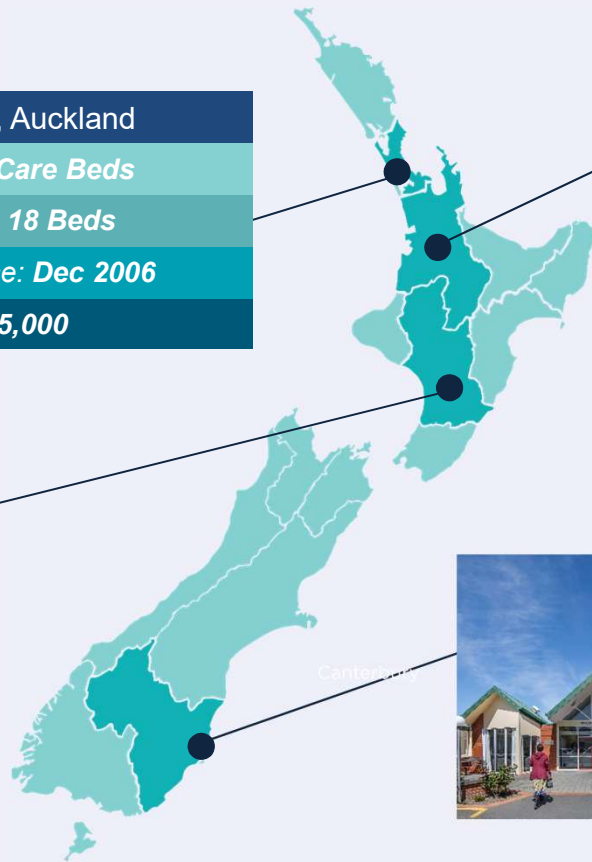 , Auckland
Care Beds
18 Beds
e: Dec 2006
5,000
Canterbury